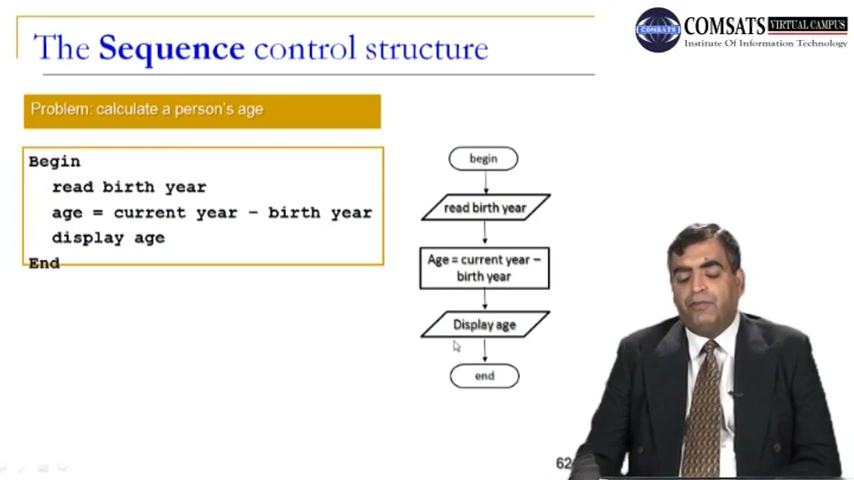 The Sequence control structure
COMSATS VIRTUAL CAMPUS
Institute Of Information Technology
COMSATS
Problem: calculate a person's age
Begin
read birth year
age = current year – birth year
display age
End
begin
read birth year
Age = current year –
birth year
Display age
end
62